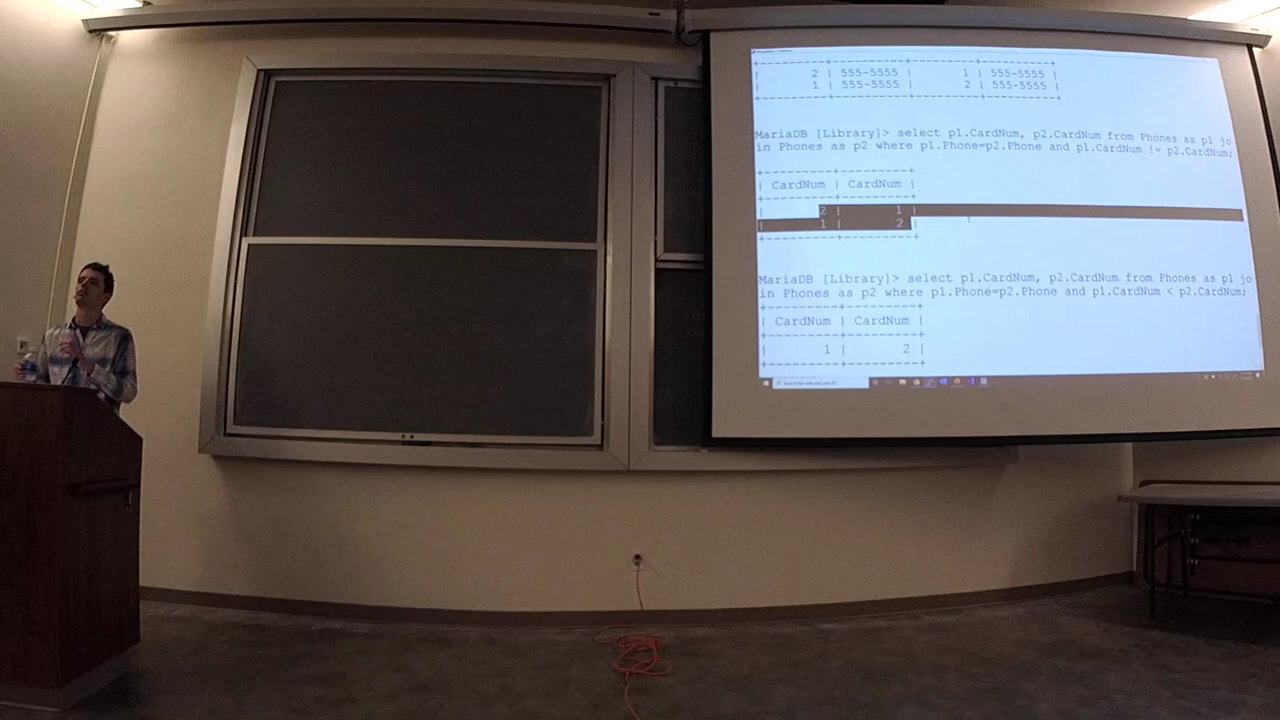 +---------+----------+---------+----------+
|       2 | 555-5555 |       1 | 555-5555 |
|       1 | 555-5555 |       2 | 555-5555 |
+---------+----------+---------+----------+
MariaDB [Library]> select p1.CardNum, p2.CardNum from Phones as p1 jo
in Phones as p2 where p1.Phone=p2.Phone and p1.CardNum != p2.CardNum;
+---------+---------+
| CardNum | CardNum |
+---------+---------+
|       2 |       1 |
|       1 |       2 |
+---------+---------+
MariaDB [Library]> select p1.CardNum, p2.CardNum from Phones as p1 jo
in Phones as p2 where p1.Phone=p2.Phone and p1.CardNum < p2.CardNum;
+---------+---------+
| CardNum | CardNum |
+---------+---------+
|       1 |       2 |
+---------+---------+